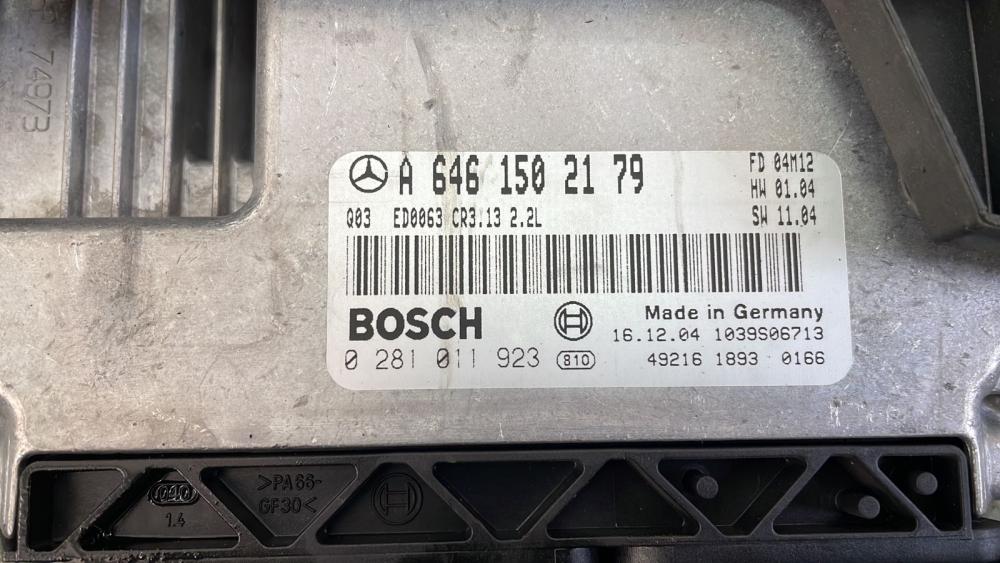 74973
A 646 150 21 79
FD 04M12
HW 01.04
Q03 ED0063 CR3.13 2.2L
SW 11.04
BOSCH
Made in Germany
16.12.04 1039S06713
0 281 011 923 810
49216 1893 0166
>PA66-
GF30<
1.4